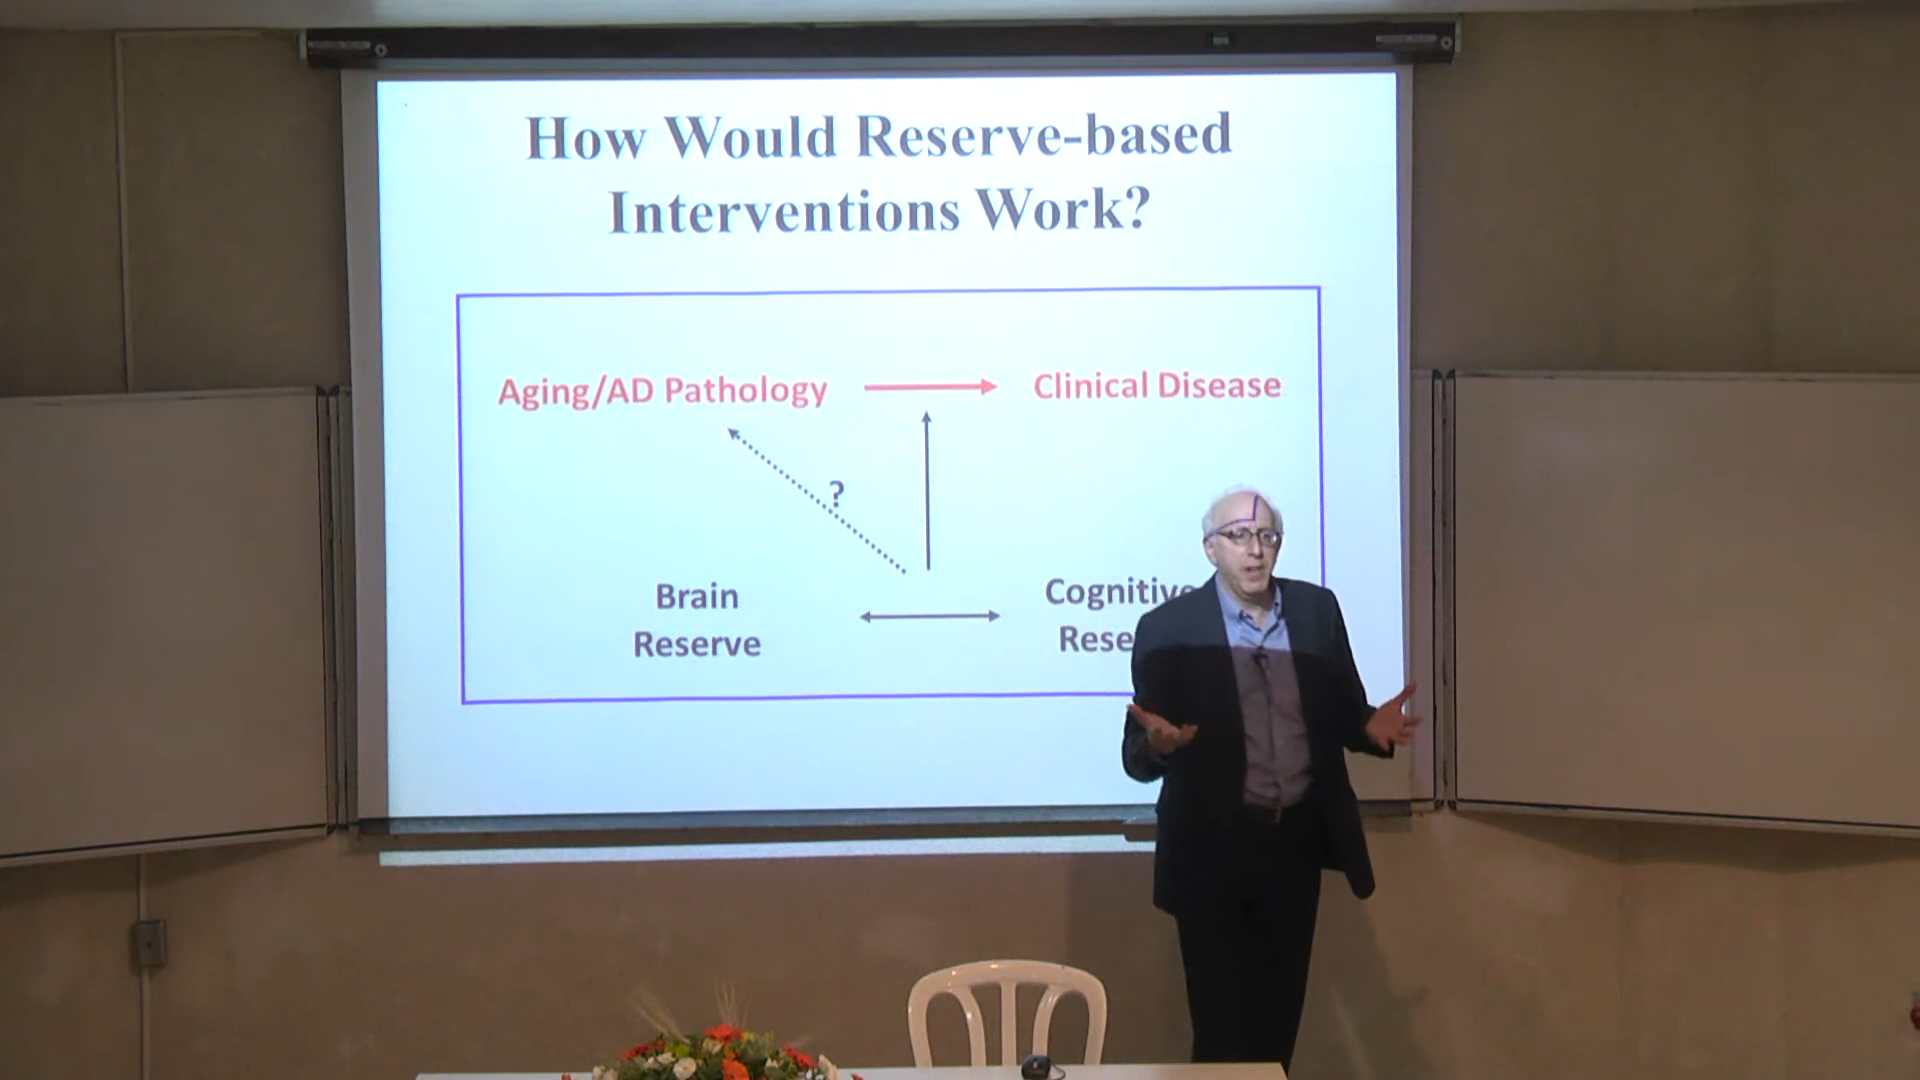 How Would Reserve-based
Interventions Work?
Aging/AD Pathology
Clinical Disease
?
Brain
Reserve
Cognitive
Rese